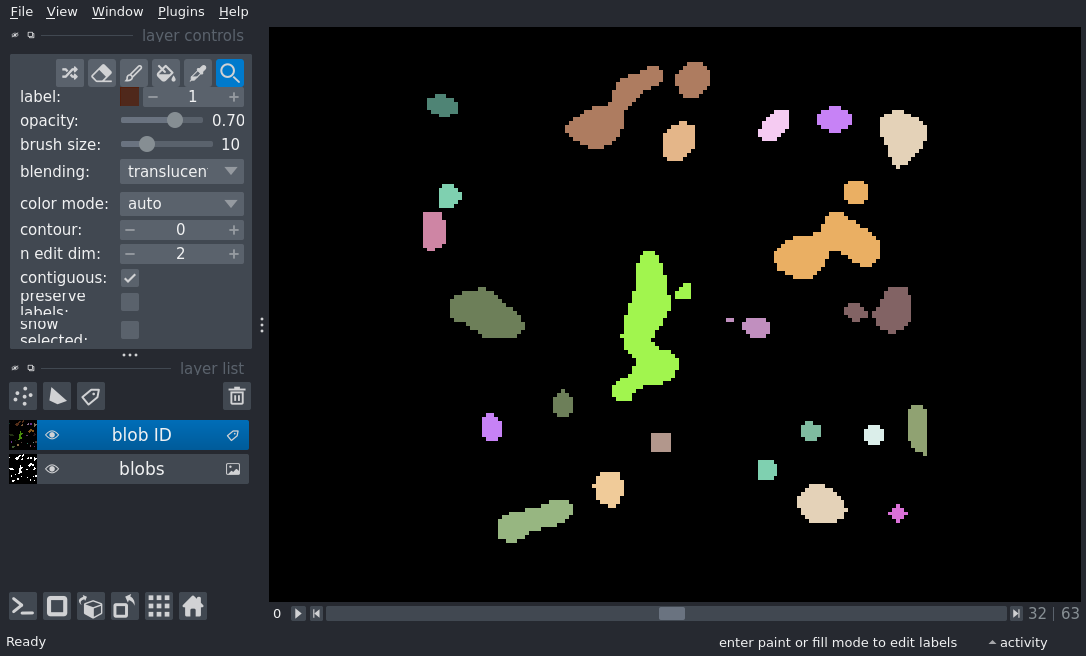 File View Window Plugins Help
layer controls
label: 1
opacity: 0.70
brush size: 10
blending: translucen
color mode: auto
contour: 0
n edit dim: 2
contiguous:
preserve
labels:
show
selected:
layer list
blob ID
blobs
0 32 | 63
Ready enter paint or fill mode to edit labels activity